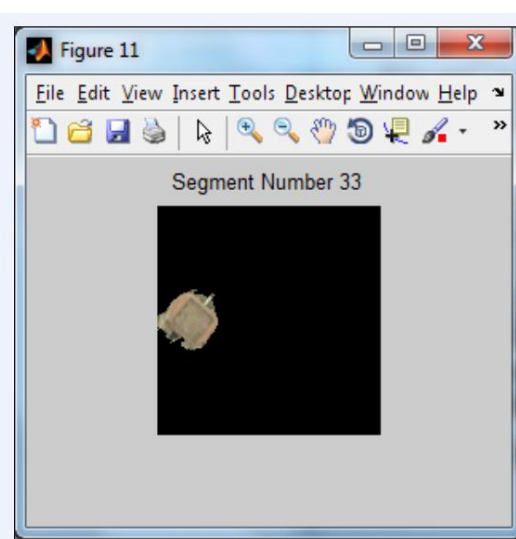 Figure 11
File Edit View Insert Tools Desktop Window Help
Segment Number 33